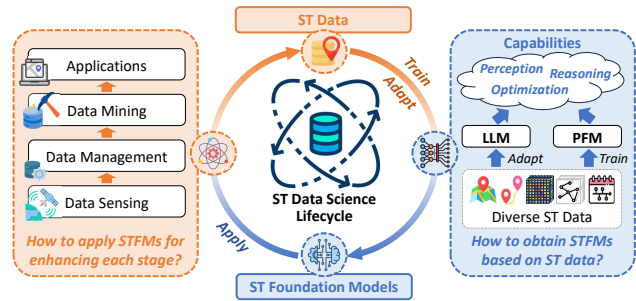 ST Data
Applications
Data Mining
Data Management
Data Sensing
How to apply STFMs for
enhancing each stage?
Train
Adapt
ST Data Science
Lifecycle
Apply
ST Foundation Models
Capabilities
Perception
Reasoning
Optimization
LLM
PFM
Adapt
Train
Diverse ST Data
How to obtain STFMs
based on ST data?